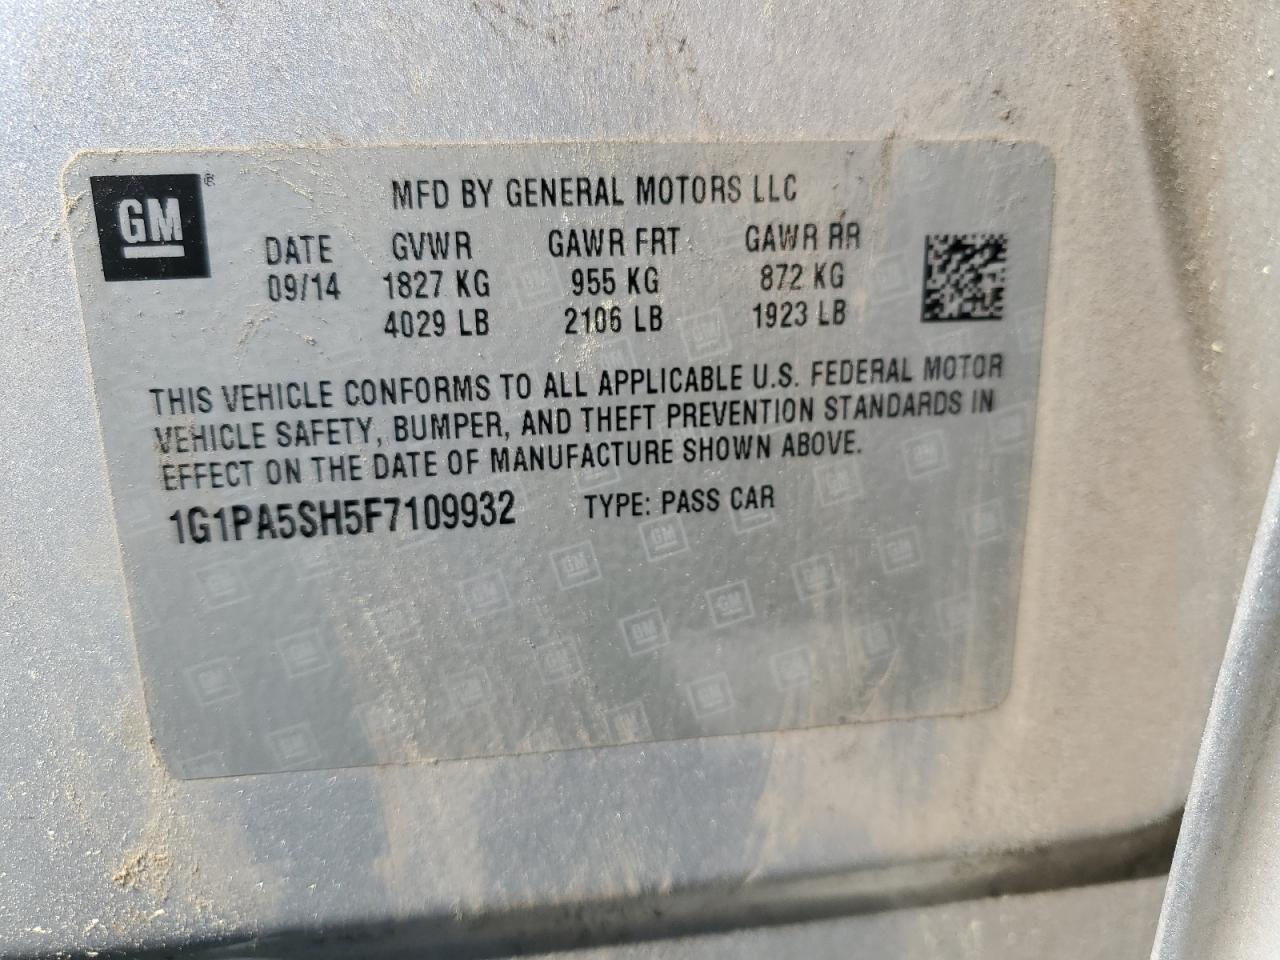 GM®
MFD BY GENERAL MOTORS LLC
DATE GVWR GAWR FRT GAWR RR
09/14 1827 KG 955 KG 872 KG
4029 LB 2106 LB 1923 LB
THIS VEHICLE CONFORMS TO ALL APPLICABLE U.S. FEDERAL MOTOR
VEHICLE SAFETY, BUMPER, AND THEFT PREVENTION STANDARDS IN
EFFECT ON THE DATE OF MANUFACTURE SHOWN ABOVE.
1G1PA5SH5F7109932 TYPE: PASS CAR